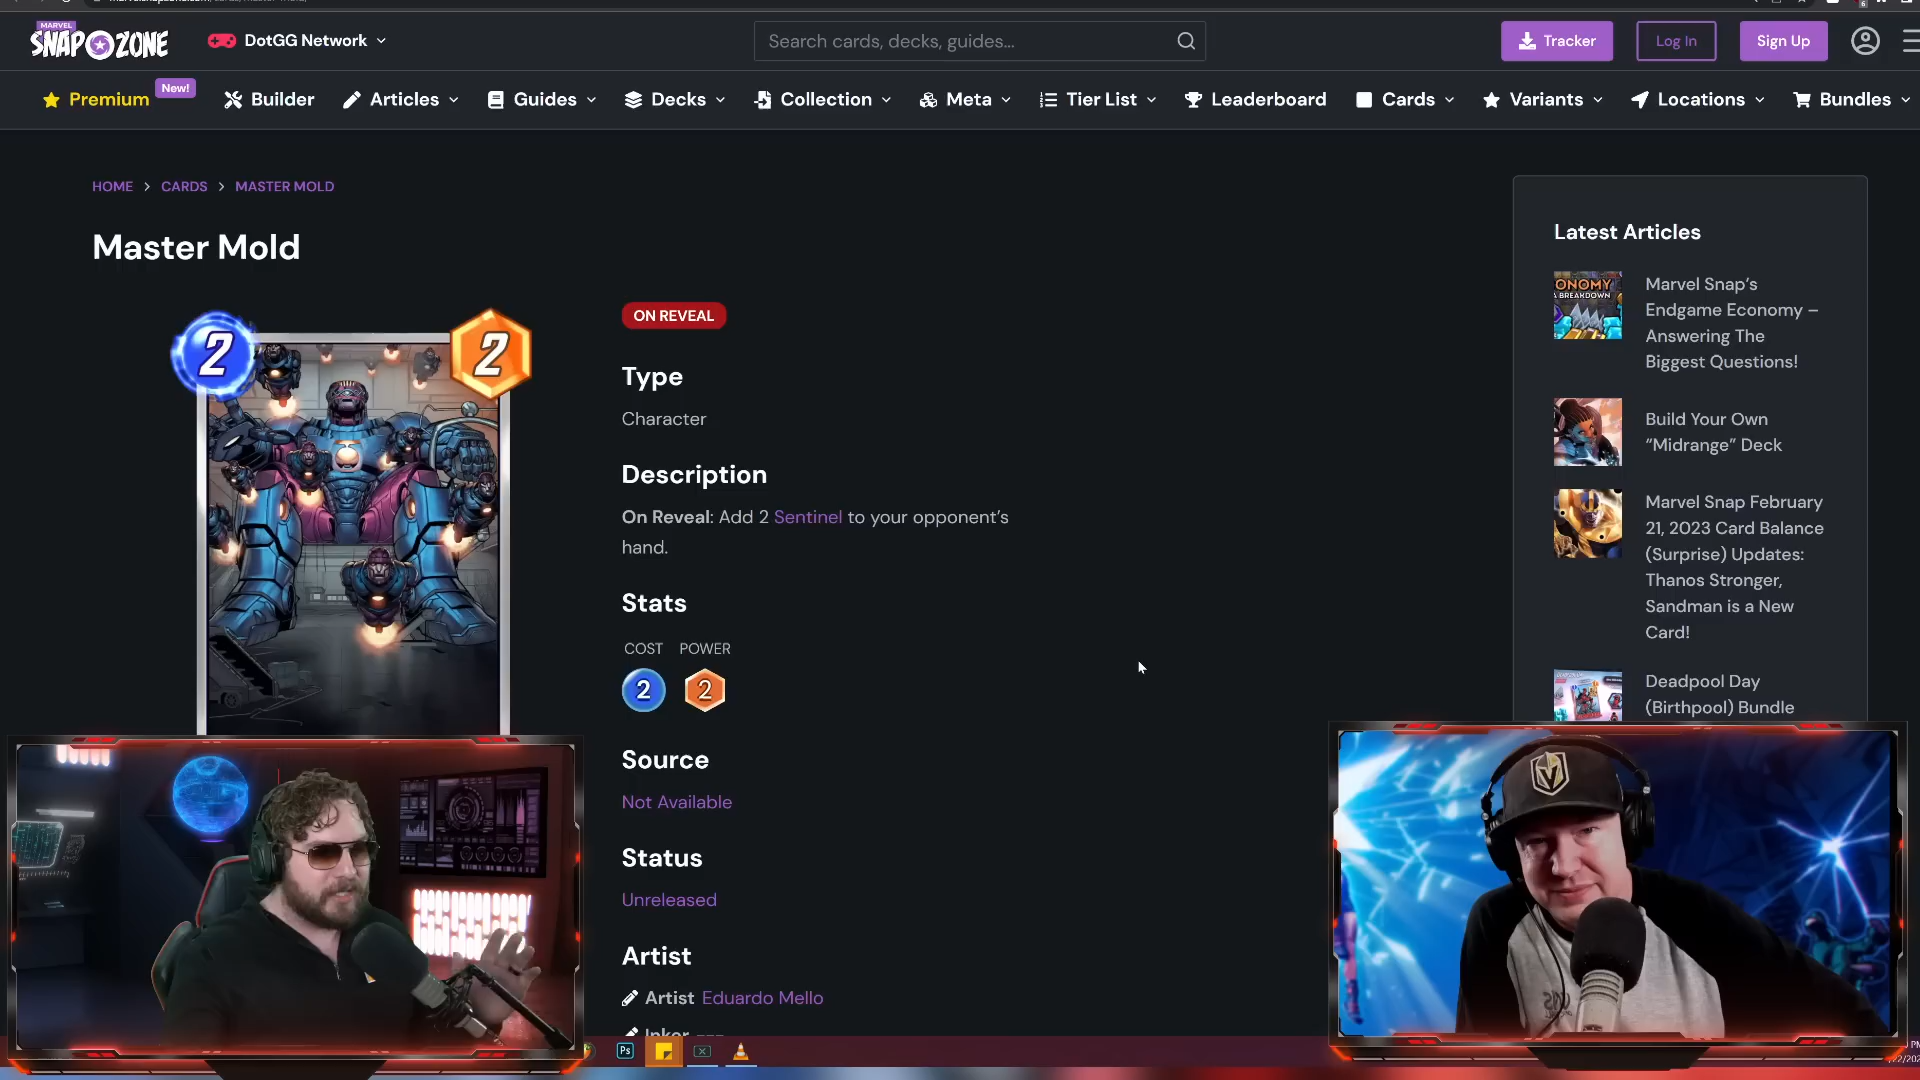 MARVEL
SNAP ZONE
DotGG Network
Search cards, decks, guides...
Tracker
Log In
Sign Up
Premium
New!
Builder
Articles
Guides
Decks
Collection
Meta
Tier List
Leaderboard
Cards
Variants
Locations
Bundles
HOME > CARDS > MASTER MOLD
Master Mold
2
2
ON REVEAL
Type
Character
Description
On Reveal: Add 2 Sentinel to your opponent's
hand.
Stats
COST POWER
2 2
Source
Not Available
Status
Unreleased
Artist
Artist Eduardo Mello
Inker ---
Latest Articles
ONOMY
A BREAKDOWN
Marvel Snap's
Endgame Economy –
Answering The
Biggest Questions!
Build Your Own
“Midrange” Deck
Marvel Snap February
21, 2023 Card Balance
(Surprise) Updates:
Thanos Stronger,
Sandman is a New
Card!
Deadpool Day
(Birthpool) Bundle
Ps